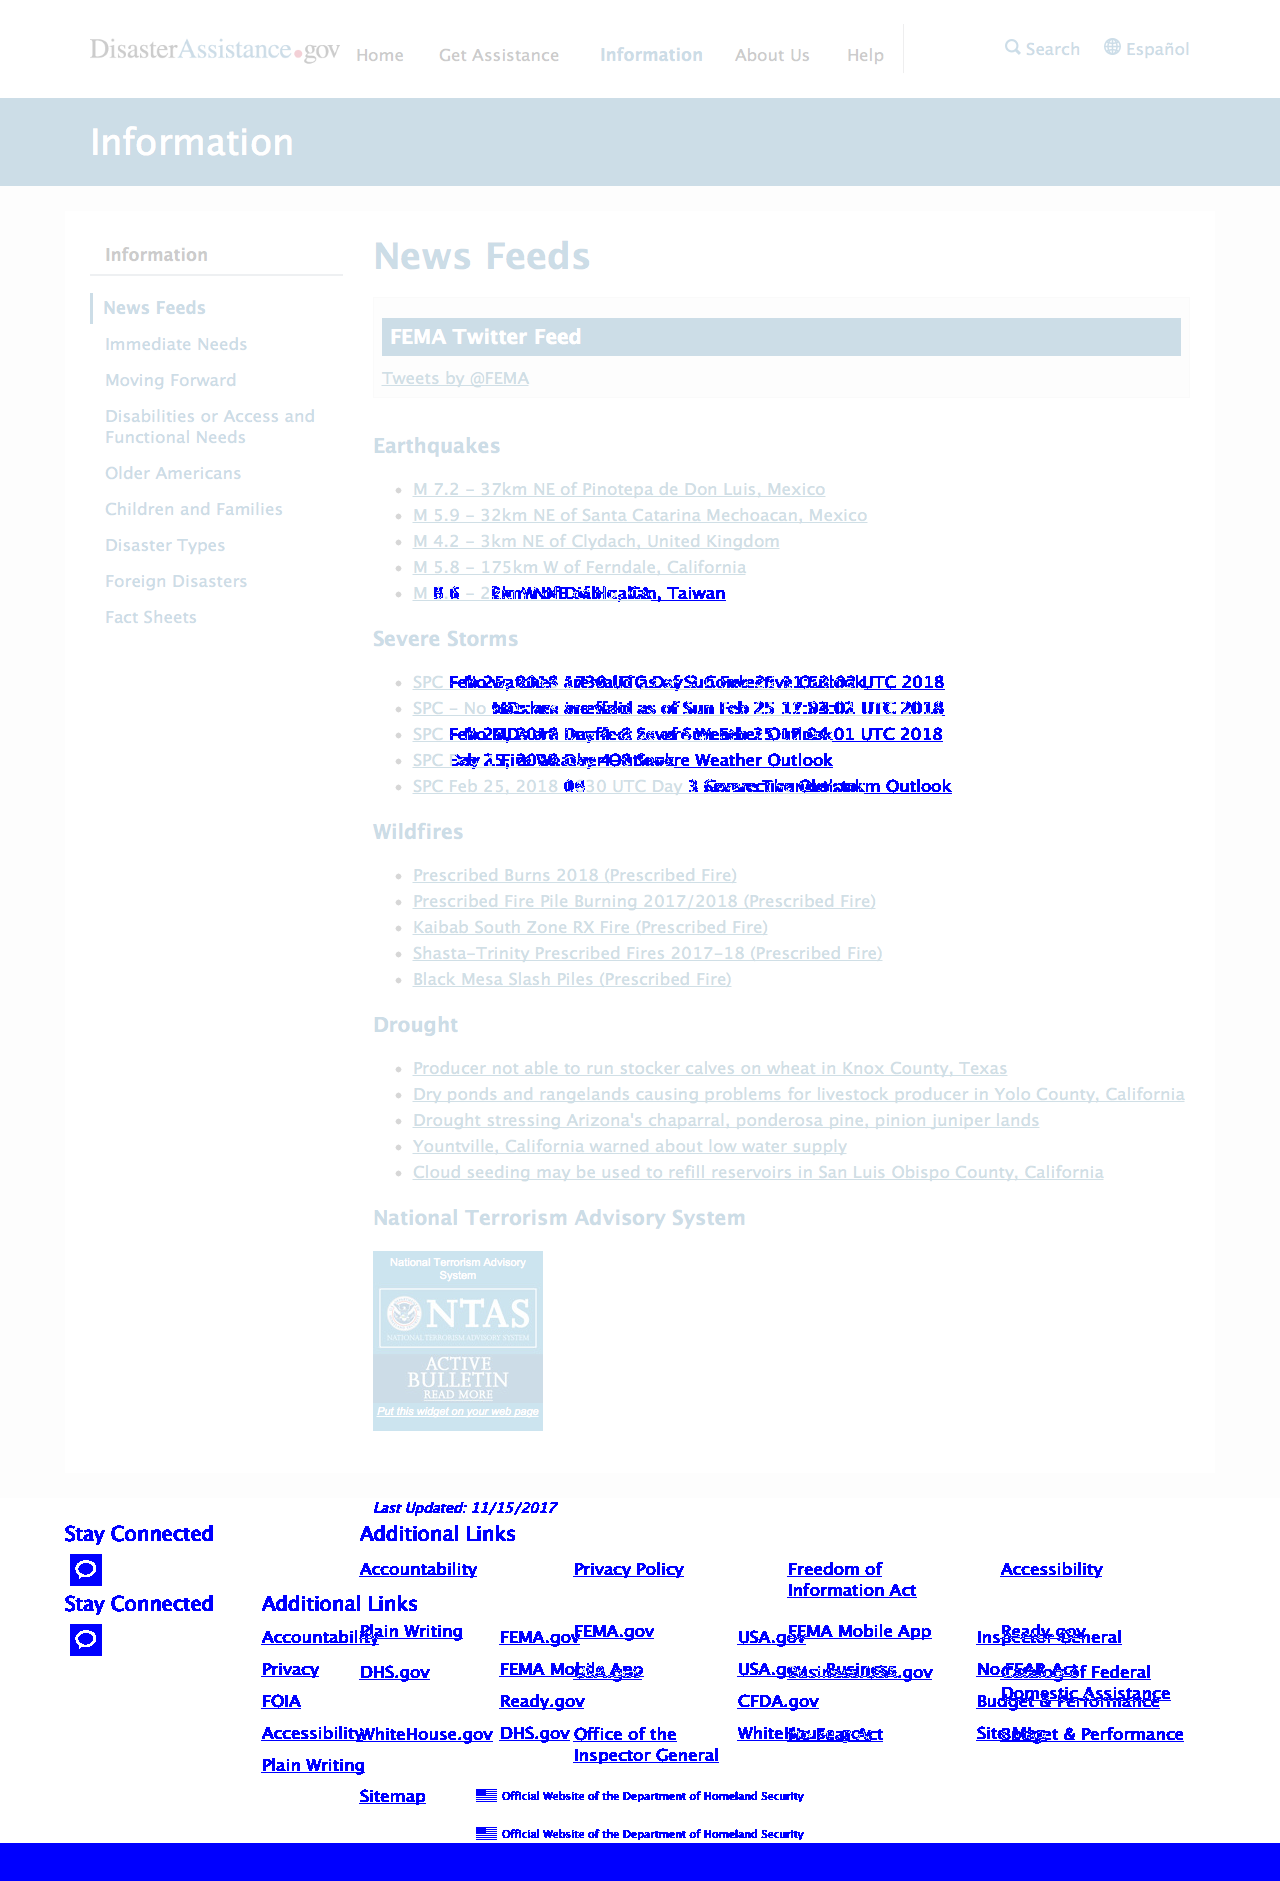 DisasterAssistance.gov Home Get Assistance Information About Us Help Search Español
Information
Information
News Feeds
Immediate Needs
Moving Forward
Disabilities or Access and
Functional Needs
Older Americans
Children and Families
Disaster Types
Foreign Disasters
Fact Sheets
News Feeds
FEMA Twitter Feed
Tweets by @FEMA
Earthquakes
M 7.2 - 37km NE of Pinotepa de Don Luis, Mexico
M 5.9 - 32km NE of Santa Catarina Mechoacan, Mexico
M 4.2 - 3km NE of Clydach, United Kingdom
M 5.8 - 175km W of Ferndale, California
M Taiwan
Severe Storms
SPC UTC 2018
SPC - No as of Sun Feb 25 UTC 2018
SPC 01 UTC 2018
SPC Severe Weather Outlook
SPC Feb 25, 2018 UTC Day Outlook
Wildfires
Prescribed Burns 2018 (Prescribed Fire)
Prescribed Fire Pile Burning 2017/2018 (Prescribed Fire)
Kaibab South Zone RX Fire (Prescribed Fire)
Shasta-Trinity Prescribed Fires 2017-18 (Prescribed Fire)
Black Mesa Slash Piles (Prescribed Fire)
Drought
Producer not able to run stocker calves on wheat in Knox County, Texas
Dry ponds and rangelands causing problems for livestock producer in Yolo County, California
Drought stressing Arizona's chaparral, ponderosa pine, pinion juniper lands
Yountville, California warned about low water supply
Cloud seeding may be used to refill reservoirs in San Luis Obispo County, California
National Terrorism Advisory System
National Terrorism Advisory
System
NTAS
NATIONAL TERRORISM ADVISORY SYSTEM
ACTIVE
BULLETIN
READ MORE
Put this widget on your web page
Last Updated: 11/15/2017
Stay Connected Additional Links
Accountability Privacy Policy Freedom of Accessibility
Information Act
Stay Connected Additional Links
Plain Writing FEMA.gov FEMA Mobile App Ready.gov
Accountability FEMA.gov USA.gov Inspector General
Privacy FEMA Mobile App USA.gov - Business No FEAR Act
DHS.gov Catalog of Federal
Domestic Assistance
FOIA Ready.gov CFDA.gov Budget & Performance
Accessibility DHS.gov
WhiteHouse.gov Office of the No Fear Act Budget & Performance
Inspector General
Plain Writing
Sitemap Official Website of the Department of Homeland Security
Official Website of the Department of Homeland Security